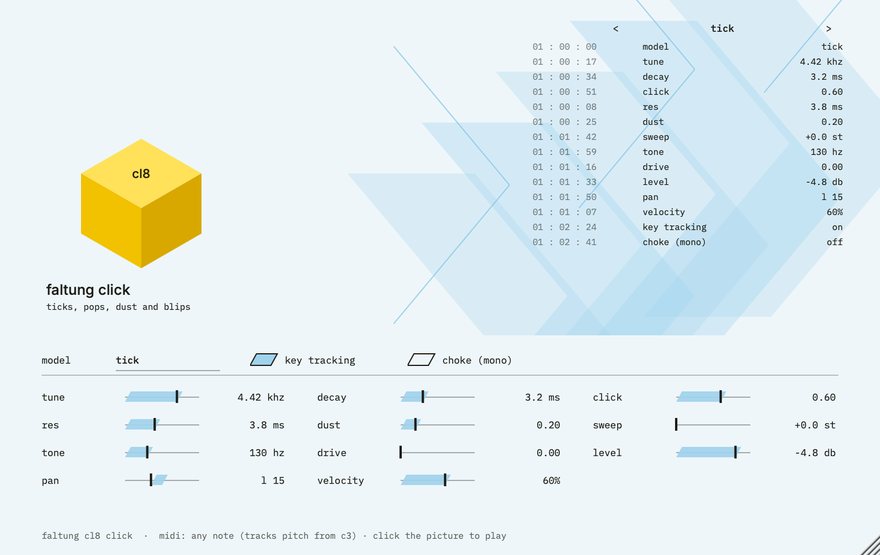 < tick >
01 : 00 : 00 model tick
01 : 00 : 17 tune 4.42 khz
01 : 00 : 34 decay 3.2 ms
01 : 00 : 51 click 0.60
01 : 00 : 08 res 3.8 ms
01 : 00 : 25 dust 0.20
01 : 01 : 42 sweep +0.0 st
01 : 01 : 59 tone 130 hz
01 : 01 : 16 drive 0.00
01 : 01 : 33 level -4.8 db
01 : 01 : 50 pan l 15
01 : 01 : 07 velocity 60%
01 : 02 : 24 key tracking on
01 : 02 : 41 choke (mono) off
cl8
faltung click
ticks, pops, dust and blips
model tick key tracking choke (mono)
tune 4.42 khz decay 3.2 ms click 0.60
res 3.8 ms dust 0.20 sweep +0.0 st
tone 130 hz drive 0.00 level -4.8 db
pan l 15 velocity 60%
faltung cl8 click · midi: any note (tracks pitch from c3) · click the picture to play